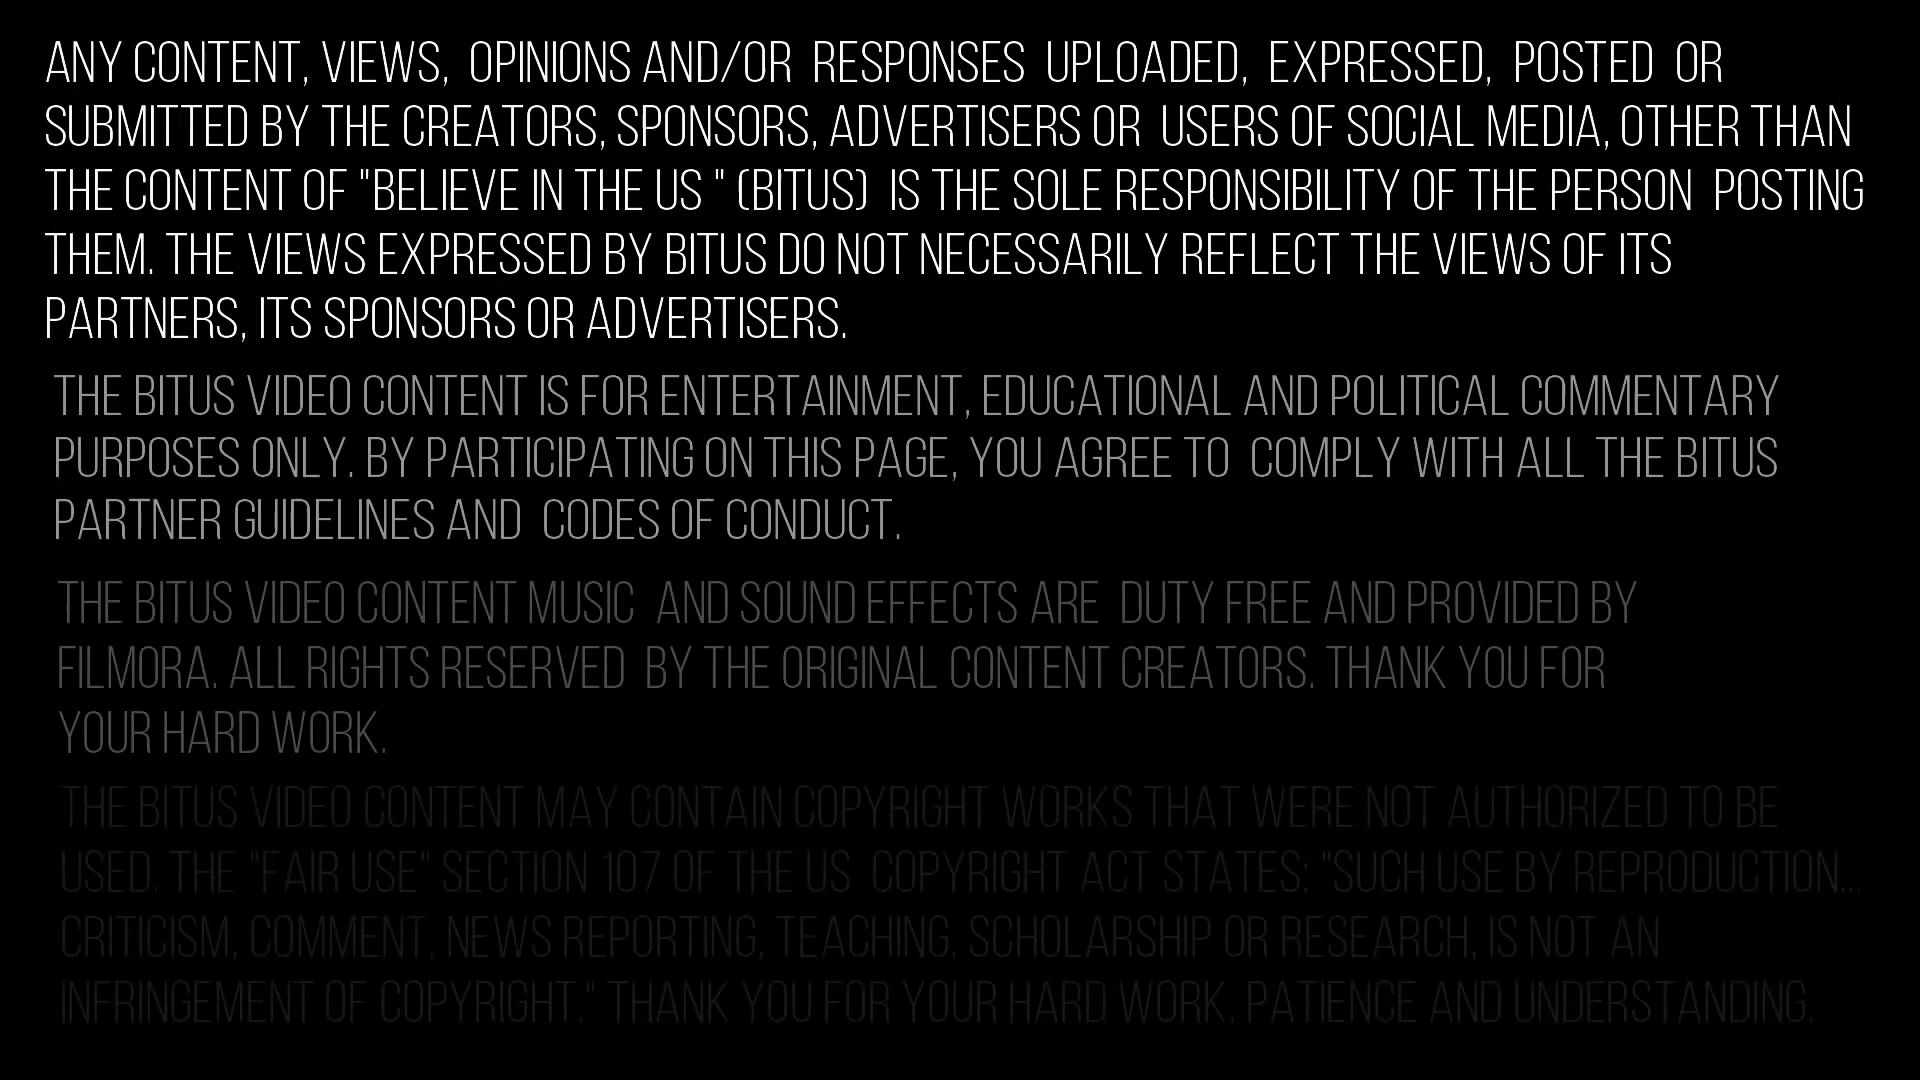 ANY CONTENT, VIEWS, OPINIONS AND/OR RESPONSES UPLOADED, EXPRESSED, POSTED OR
SUBMITTED BY THE CREATORS, SPONSORS, ADVERTISERS OR USERS OF SOCIAL MEDIA, OTHER THAN
THE CONTENT OF "BELIEVE IN THE US " (BITUS) IS THE SOLE RESPONSIBILITY OF THE PERSON POSTING
THEM. THE VIEWS EXPRESSED BY BITUS DO NOT NECESSARILY REFLECT THE VIEWS OF ITS
PARTNERS, ITS SPONSORS OR ADVERTISERS.
THE BITUS VIDEO CONTENT IS FOR ENTERTAINMENT, EDUCATIONAL AND POLITICAL COMMENTARY
PURPOSES ONLY. BY PARTICIPATING ON THIS PAGE, YOU AGREE TO COMPLY WITH ALL THE BITUS
PARTNER GUIDELINES AND CODES OF CONDUCT.
THE BITUS VIDEO CONTENT MUSIC AND SOUND EFFECTS ARE DUTY FREE AND PROVIDED BY
FILMORA. ALL RIGHTS RESERVED BY THE ORIGINAL CONTENT CREATORS. THANK YOU FOR
YOUR HARD WORK.
THE BITUS VIDEO CONTENT MAY CONTAIN COPYRIGHT WORKS THAT WERE NOT AUTHORIZED TO BE
USED. THE "FAIR USE" SECTION 107 OF THE US COPYRIGHT ACT STATES: "SUCH USE BY REPRODUCTION...
CRITICISM, COMMENT, NEWS REPORTING, TEACHING, SCHOLARSHIP OR RESEARCH, IS NOT AN
INFRINGEMENT OF COPYRIGHT." THANK YOU FOR YOUR HARD WORK, PATIENCE AND UNDERSTANDING.